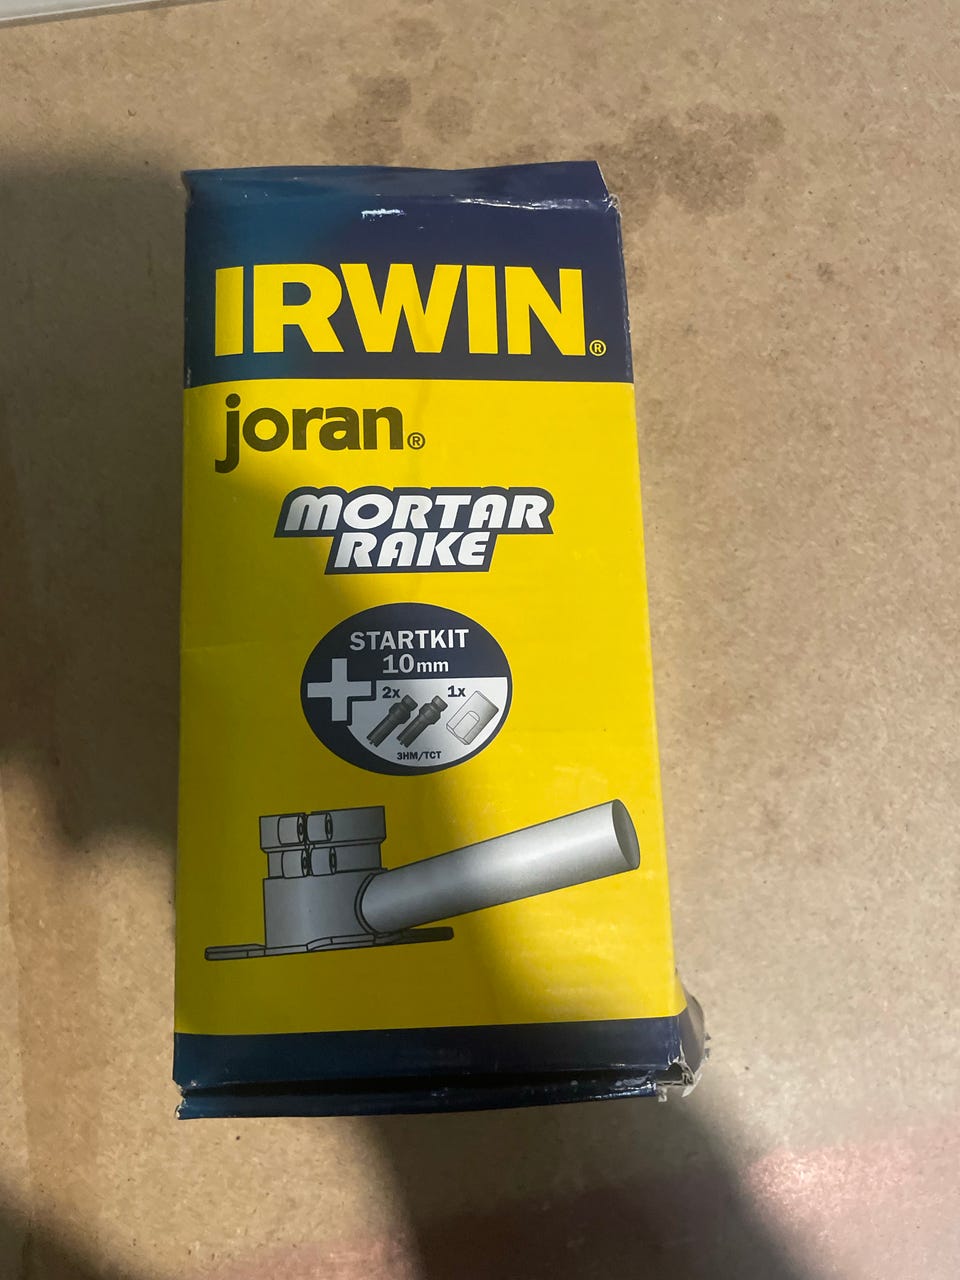 IRWIN®
joran®
MORTAR
RAKE
STARTKIT
10mm
2x 1x
3HM/TCT